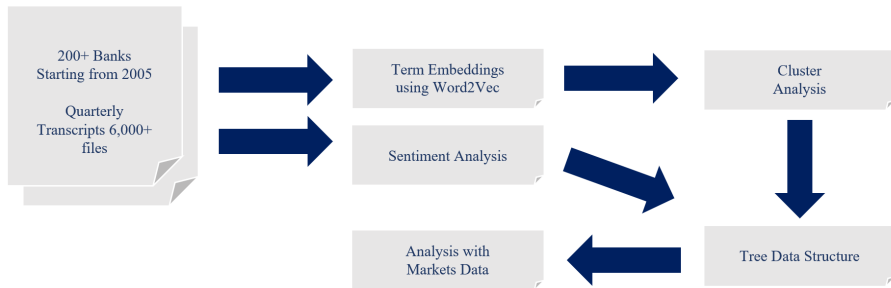 200+ Banks
Starting from 2005
Quarterly
Transcripts 6,000+
files
Term Embeddings
using Word2Vec
Cluster
Analysis
Sentiment Analysis
Analysis with
Markets Data
Tree Data Structure